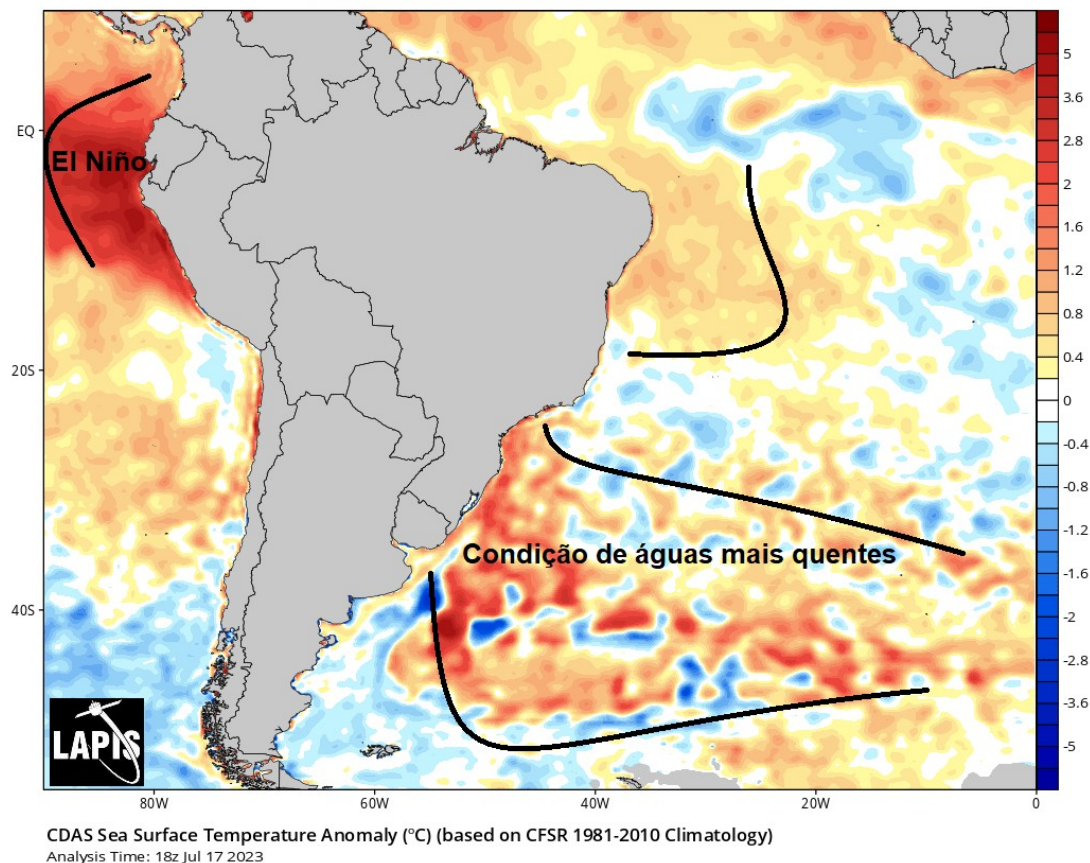 El Niño
Condição de águas mais quentes
LAPIS
EQ
20S
40S
80W
60W
40W
20W
0
5
3.6
2.8
2
1.6
1.2
0.8
0.4
0
-0.4
-0.8
-1.2
-1.6
-2
-2.8
-3.6
-5
CDAS Sea Surface Temperature Anomaly (°C) (based on CFSR 1981-2010 Climatology)
Analysis Time: 18z Jul 17 2023